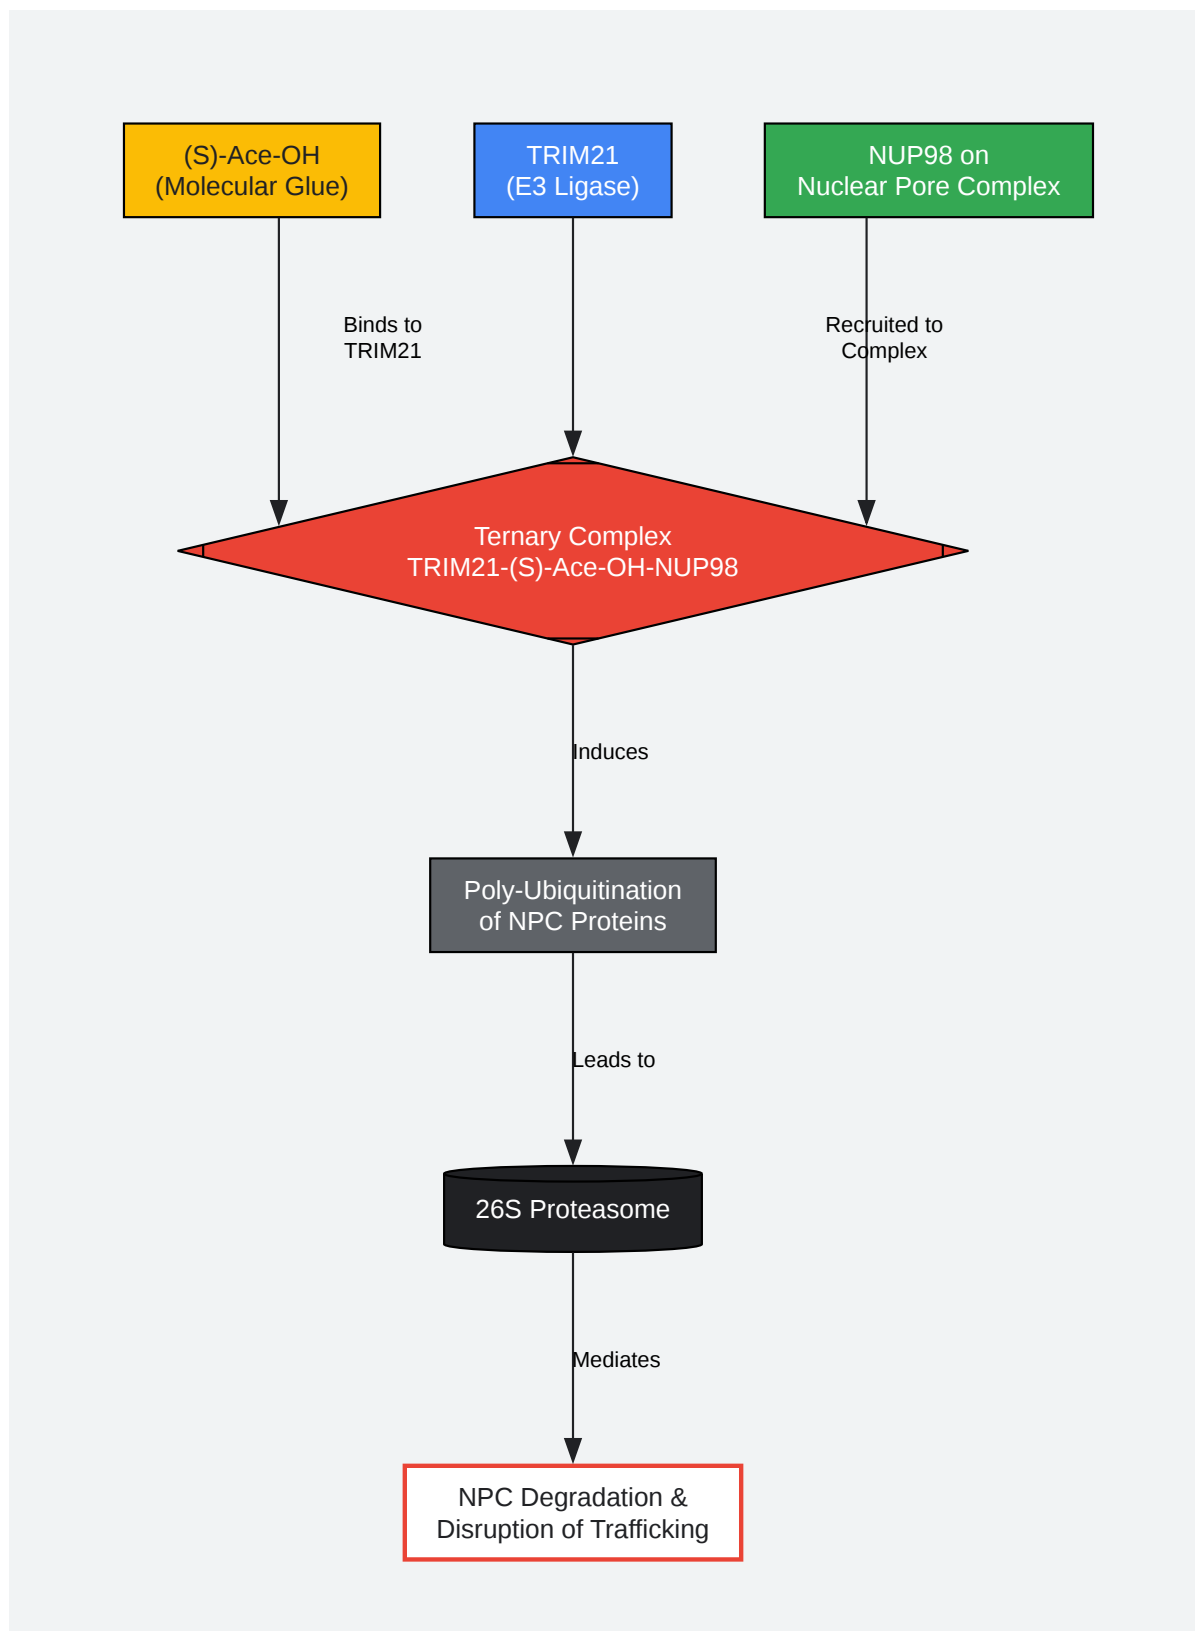 (S)-Ace-OH
(Molecular Glue)
TRIM21
(E3 Ligase)
NUP98 on
Nuclear Pore Complex
Binds to
TRIM21
Recruited to
Complex
Ternary Complex
TRIM21-(S)-Ace-OH-NUP98
Induces
Poly-Ubiquitination
of NPC Proteins
Leads to
26S Proteasome
Mediates
NPC Degradation &
Disruption of Trafficking